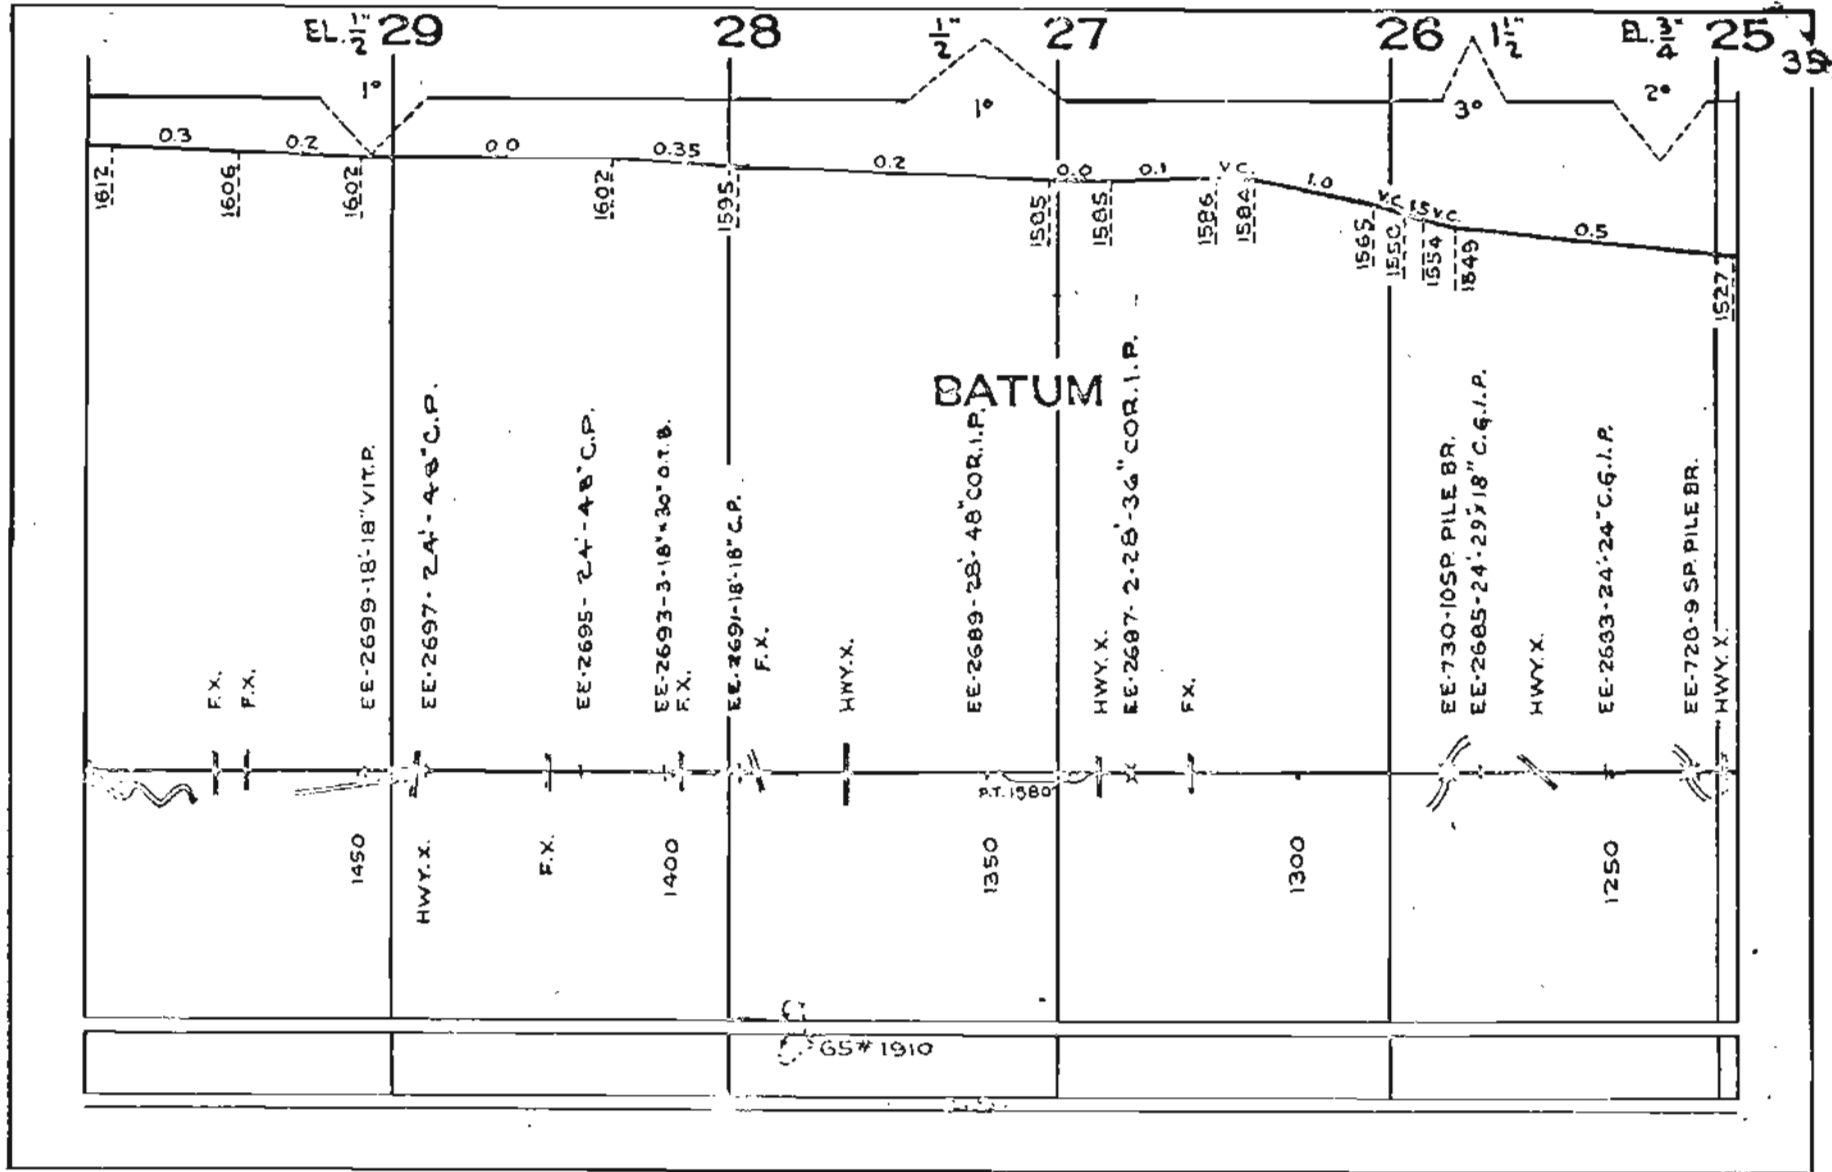 EL. 1/2" 29 28 1/2" 27 26 1 1/2" EL. 3/4" 25
1° 1° 3° 2°
0.3 0.2 0.0 0.35 0.2 0.0 0.1 V.C. 1.0 V.C. 1.5 V.C. 0.5
1612
1606
1602
1602
1595
1585
1585
1586
1584
1565
1554
1549
1527
BATUM
F.X.
F.X.
EE-2699-18'-18" VIT.P.
EE-2697-24'-48" C.P.
EE-2695-24'-48" C.P.
EE-2693-3-18"x30" O.T.B.
F.X.
EE-2691-18'-18" C.P.
F.X.
HWY.X.
EE-2689-28'-48" COR.I.P.
HWY.X.
EE-2687-2-28'-36" COR.I.P.
F.X.
EE-730-10SP. PILE BR.
EE-2685-24'-29"x18" C.G.I.P.
HWY.X.
EE-2683-24'-24" C.G.I.P.
EE-728-9 SP. PILE BR.
HWY.X.
P.T. 1580
1450
HWY.X.
F.X.
1400
1350
1300
1250
GS# 1910